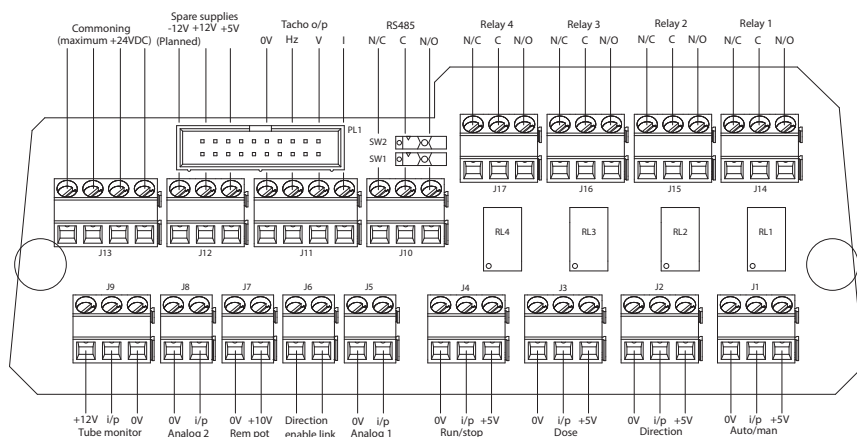 Commoning
(maximum +24VDC)
Spare supplies
-12V +12V +5V
(Planned)
Tacho o/p
0V Hz V I
RS485
N/C C N/O
Relay 4
N/C C N/O
Relay 3
N/C C N/O
Relay 2
N/C C N/O
Relay 1
N/C C N/O
PL1
SW2
SW1
J17 J16 J15 J14
J13 J12 J11 J10
RL4 RL3 RL2 RL1
J9 J8 J7 J6 J5 J4 J3 J2 J1
+12V i/p 0V
Tube monitor
0V i/p
Analog 2
0V +10V
Rem pot
Direction
enable link
0V i/p
Analog 1
0V i/p +5V
Run/stop
0V i/p +5V
Dose
0V i/p +5V
Direction
0V i/p +5V
Auto/man